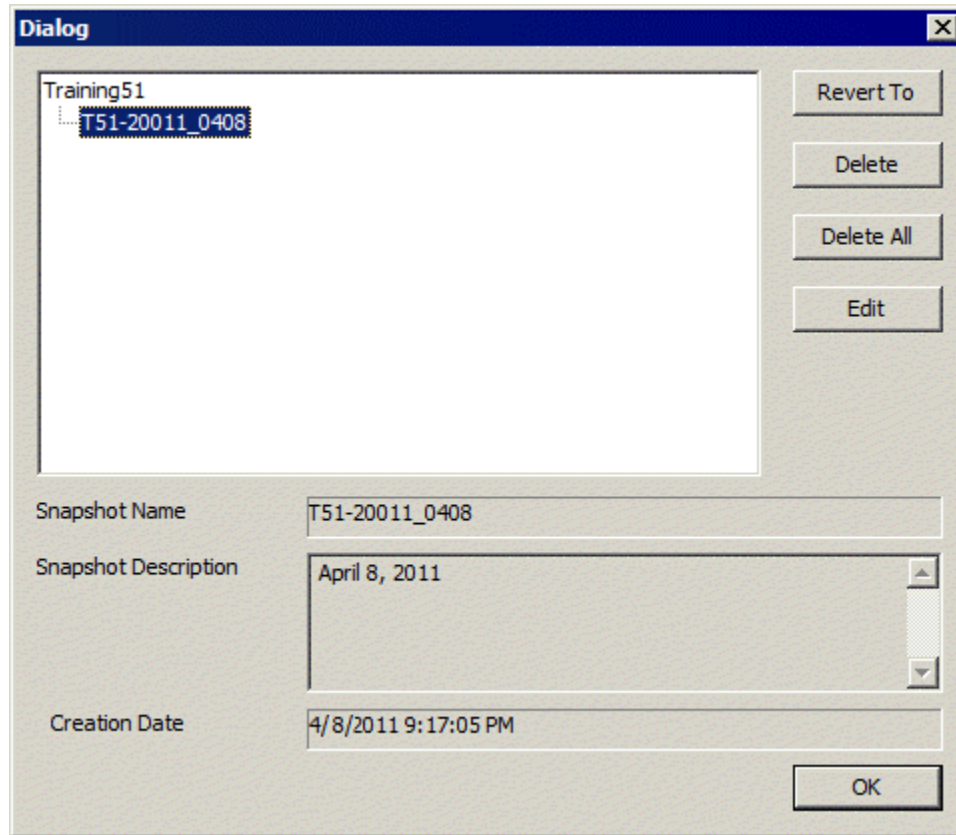 Dialog
Training51
T51-20011_0408
Revert To
Delete
Delete All
Edit
Snapshot Name
T51-20011_0408
Snapshot Description
April 8, 2011
Creation Date
4/8/2011 9:17:05 PM
OK